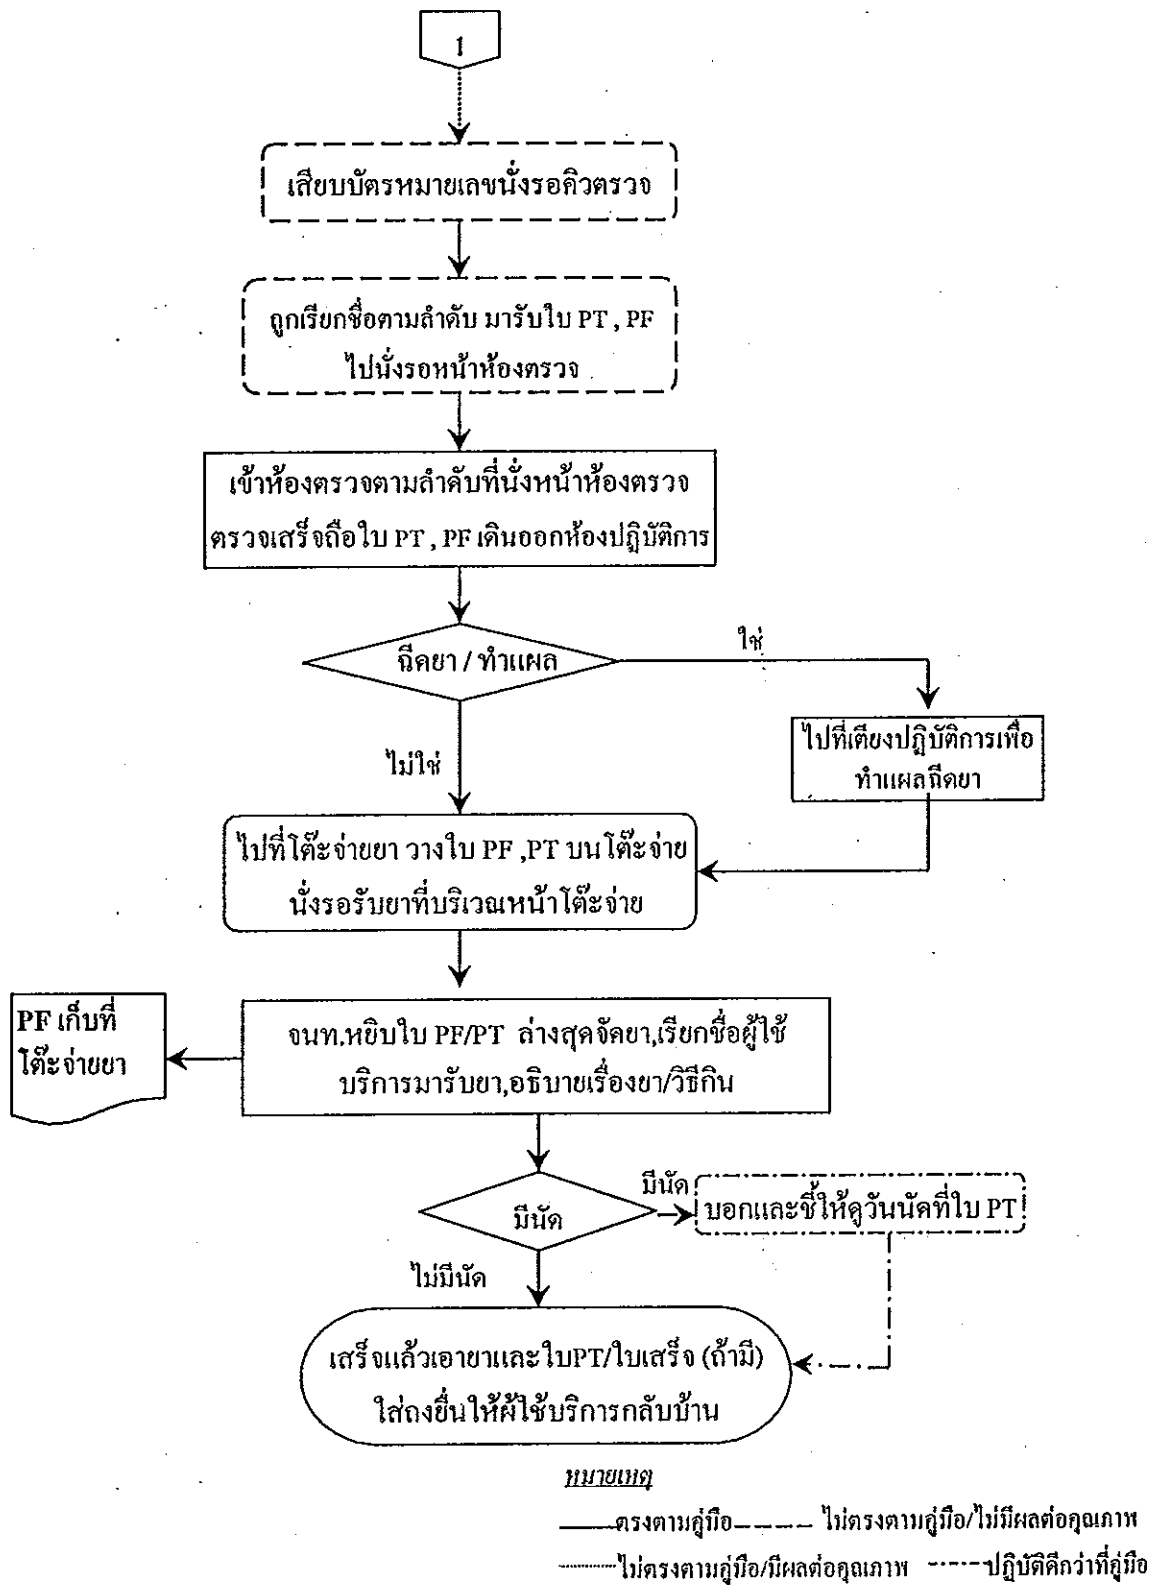 1
เสียบบัตรหมายเลขนั่งรอคิวตรวจ
ถูกเรียกชื่อตามลำดับ มารับใบ PT , PF
ไปนั่งรอหน้าห้องตรวจ
เข้าห้องตรวจตามลำดับที่นั่งหน้าห้องตรวจ
ตรวจเสร็จถือใบ PT , PF เดินออกห้องปฏิบัติการ
ฉีดยา / ทำแผล
ใช่
ไม่ใช่
ไปที่เตียงปฏิบัติการเพื่อ
ทำแผลฉีดยา
ไปที่โต๊ะจ่ายยา วางใบ PF ,PT บนโต๊ะจ่าย
นั่งรอรับยาที่บริเวณหน้าโต๊ะจ่าย
PF เก็บที่
โต๊ะจ่ายยา
จนท.หยิบใบ PF/PT ล่างสุดจัดยา,เรียกชื่อผู้ใช้
บริการมารับยา,อธิบายเรื่องยา/วิธีกิน
มีนัด
มีนัด
บอกและชี้ให้ดูวันนัดที่ใบ PT
ไม่มีนัด
เสร็จแล้วเอายาและใบPT/ใบเสร็จ (ถ้ามี)
ใส่ถุงยื่นให้ผู้ใช้บริการกลับบ้าน
หมายเหตุ
ตรงตามคู่มือ ไม่ตรงตามคู่มือ/ไม่มีผลต่อคุณภาพ
ไม่ตรงตามคู่มือ/มีผลต่อคุณภาพ ปฏิบัติดีกว่าที่คู่มือ